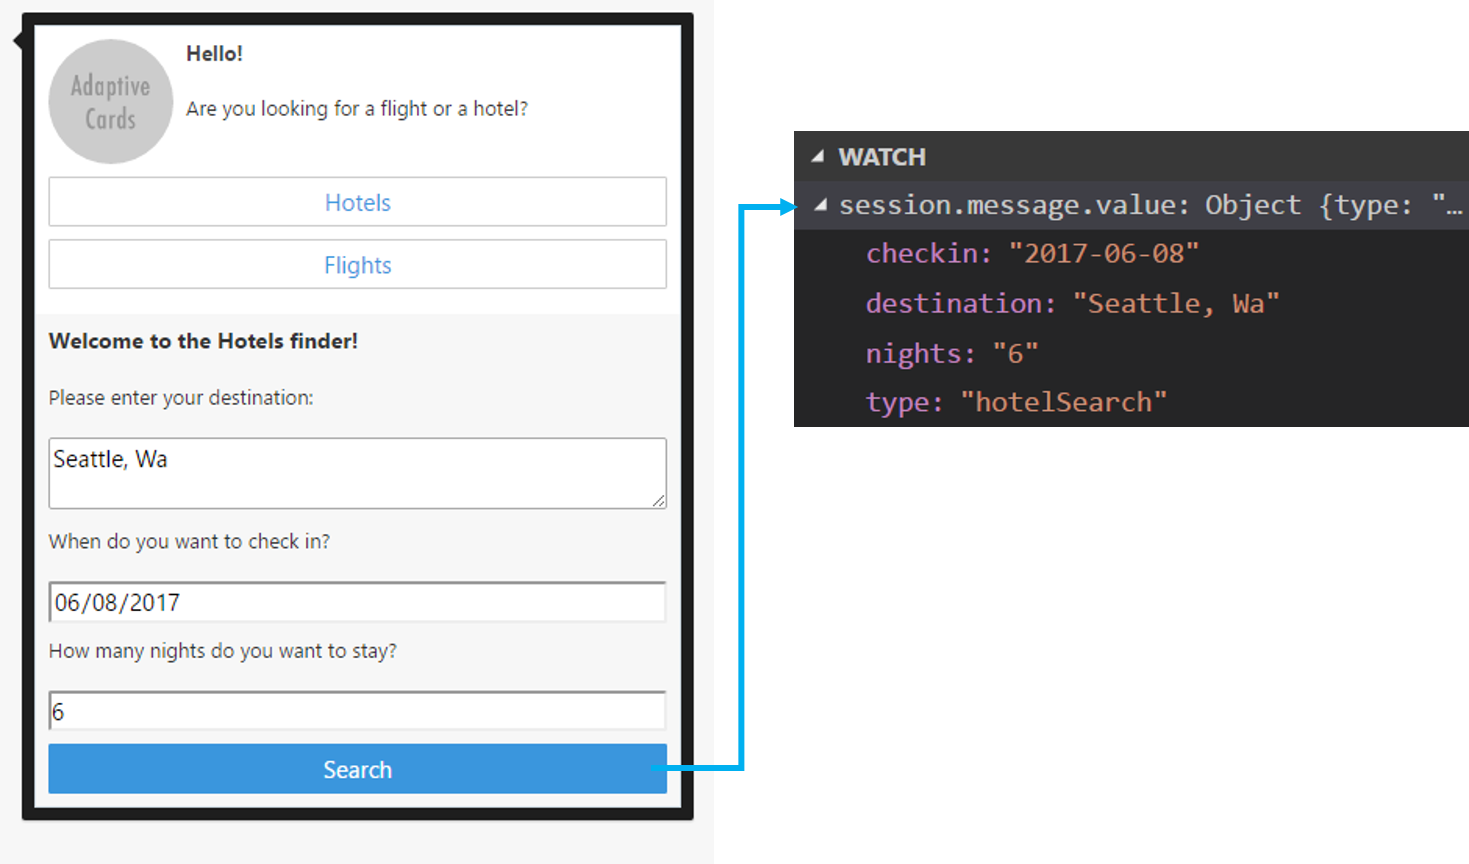 Adaptive
Cards
Hello!
Are you looking for a flight or a hotel?
Hotels
Flights
Welcome to the Hotels finder!
Please enter your destination:
Seattle, Wa
When do you want to check in?
06/08/2017
How many nights do you want to stay?
6
Search
WATCH
session.message.value: Object {type: "…
checkin: "2017-06-08"
destination: "Seattle, Wa"
nights: "6"
type: "hotelSearch"